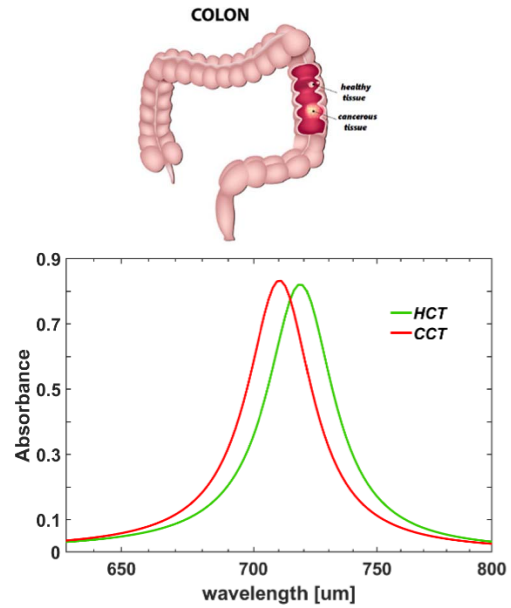 COLON
healthy
tissue
cancerous
tissue
0.9
0.7
0.5
0.3
0.1
0
Absorbance
HCT
CCT
650
700
750
800
wavelength [um]